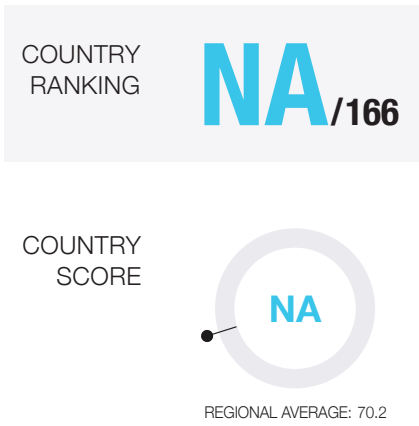 COUNTRY
RANKING
NA/166
COUNTRY
SCORE
NA
REGIONAL AVERAGE: 70.2